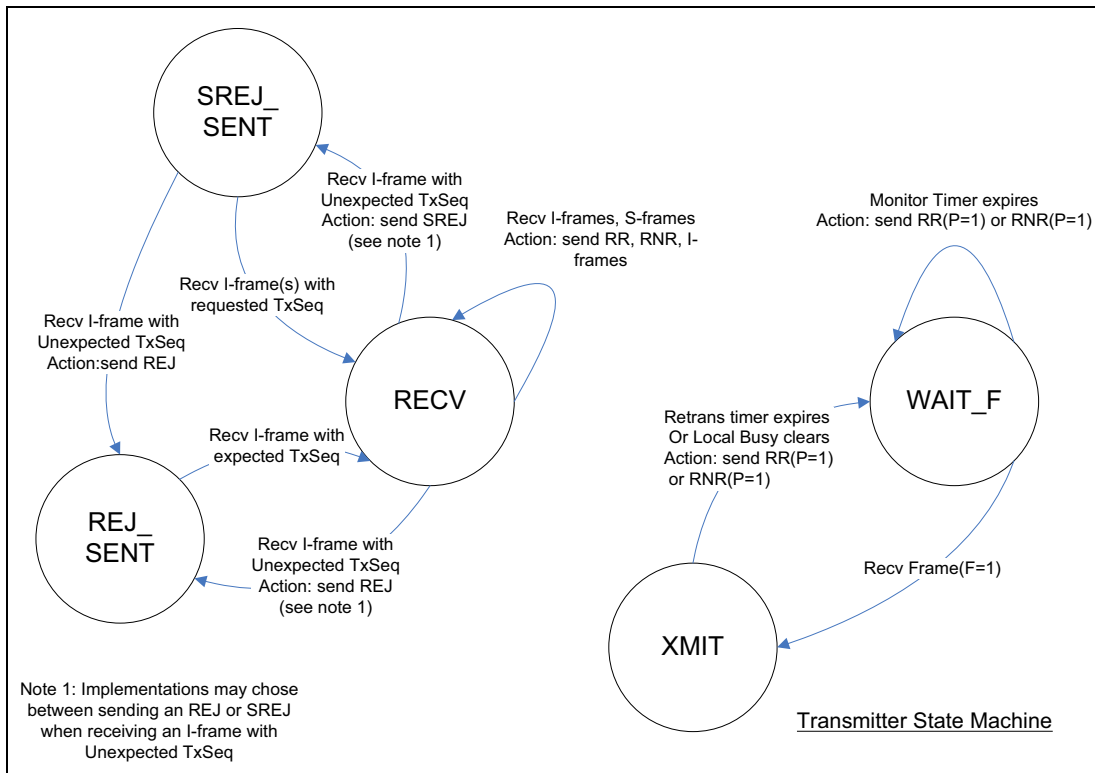 SREJ_
SENT
Recv I-frame with
Unexpected TxSeq
Action: send SREJ
(see note 1)
Recv I-frames, S-frames
Action: send RR, RNR, I-
frames
Recv I-frame(s) with
requested TxSeq
Recv I-frame with
Unexpected TxSeq
Action:send REJ
RECV
Recv I-frame with
expected TxSeq
REJ_
SENT
Recv I-frame with
Unexpected TxSeq
Action: send REJ
(see note 1)
Note 1: Implementations may chose
between sending an REJ or SREJ
when receiving an I-frame with
Unexpected TxSeq
Monitor Timer expires
Action: send RR(P=1) or RNR(P=1)
WAIT_F
Retrans timer expires
Or Local Busy clears
Action: send RR(P=1)
or RNR(P=1)
Recv Frame(F=1)
XMIT
Transmitter State Machine